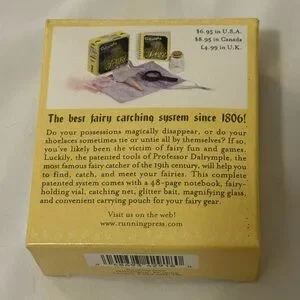 $6.95 in U.S.A.
$8.95 in Canada
£4.99 in U.K.
The best fairy catching system since 1806!
Do your possessions magically disappear, or do your
shoelaces sometimes tie or untie all by themselves? If so,
you've likely been the victim of fairy fun and games.
Luckily, the patented tools of Professor Dalrymple, the
most famous fairy catcher of the 19th century, will help you
to find, catch, and meet your fairies. This complete
patented system comes with a 48-page notebook, fairy-
holding vial, catching net, glitter bait, magnifying glass,
and convenient carrying pouch for your fairy gear.
Visit us on the web!
www.runningpress.com